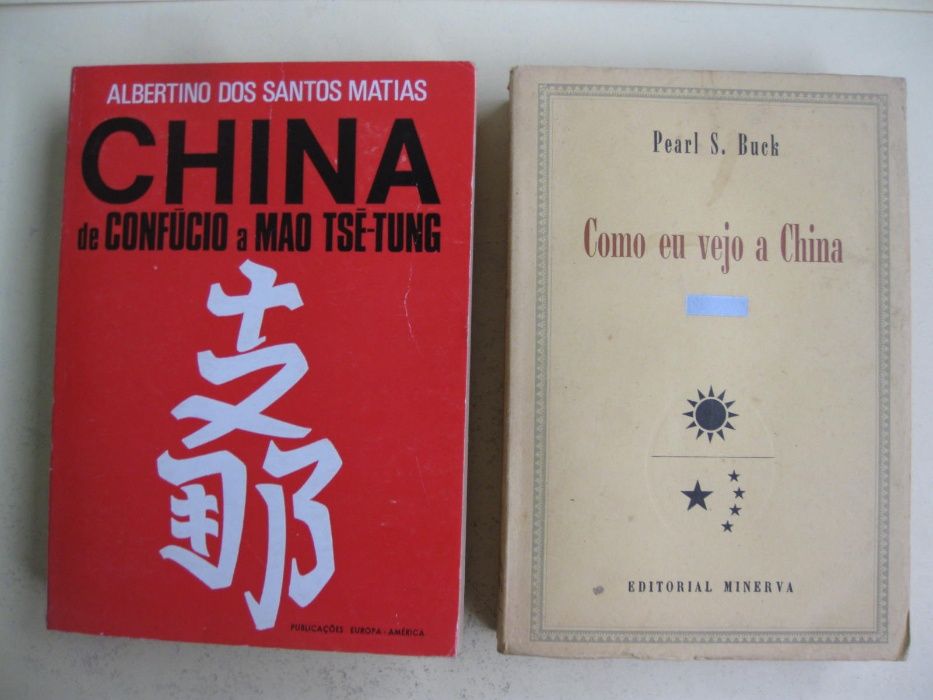 ALBERTINO DOS SANTOS MATIAS
CHINA
de CONFÚCIO a MAO TSÉ-TUNG
支
那
PUBLICAÇÕES EUROPA-AMÉRICA
Pearl S. Buck
Como eu vejo a China
EDITORIAL MINERVA